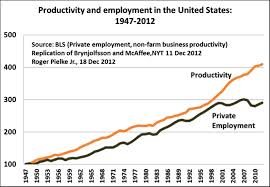 Productivity and employment in the United States:
1947-2012
500
Source: BLS (Private employment, non-farm business productivity)
Replication of Brynjolfsson and McAffee,NYT 11 Dec 2012
Roger Pielke Jr., 18 Dec 2012
400
Productivity
300
Private
Employment
200
100
1947 1950 1953 1956 1959 1962 1965 1968 1971 1974 1977 1980 1983 1986 1989 1992 1995 1998 2001 2004 2007 2010